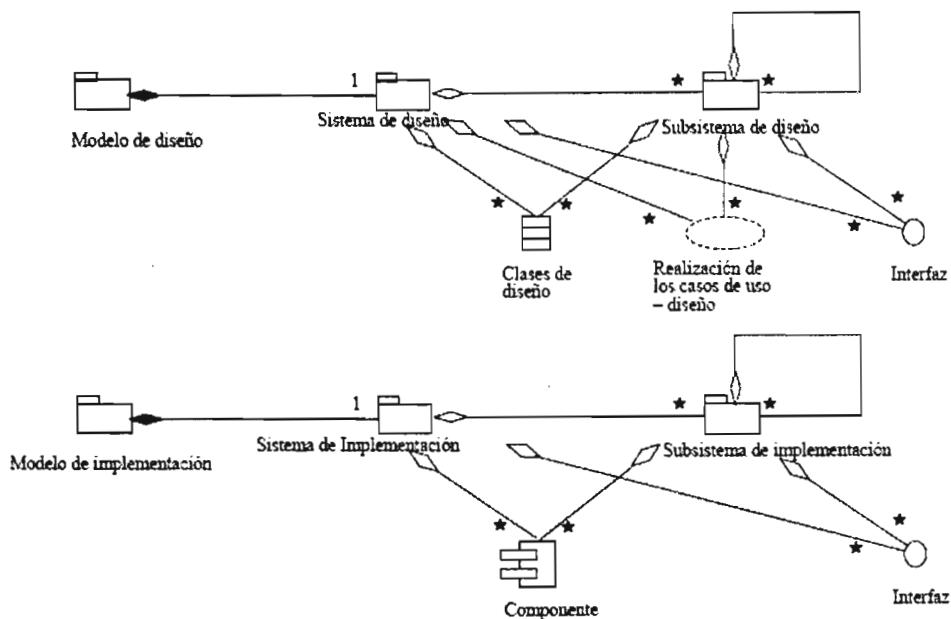 1
★
★
Modelo de diseño
Sistema de diseño
Subsistema de diseño
★
★
★
★
★
★
Clases de
diseño
Realización de
los casos de uso
– diseño
Interfaz
1
★
★
Modelo de implementación
Sistema de Implementación
Subsistema de implementación
★
★
★
★
Componente
Interfaz